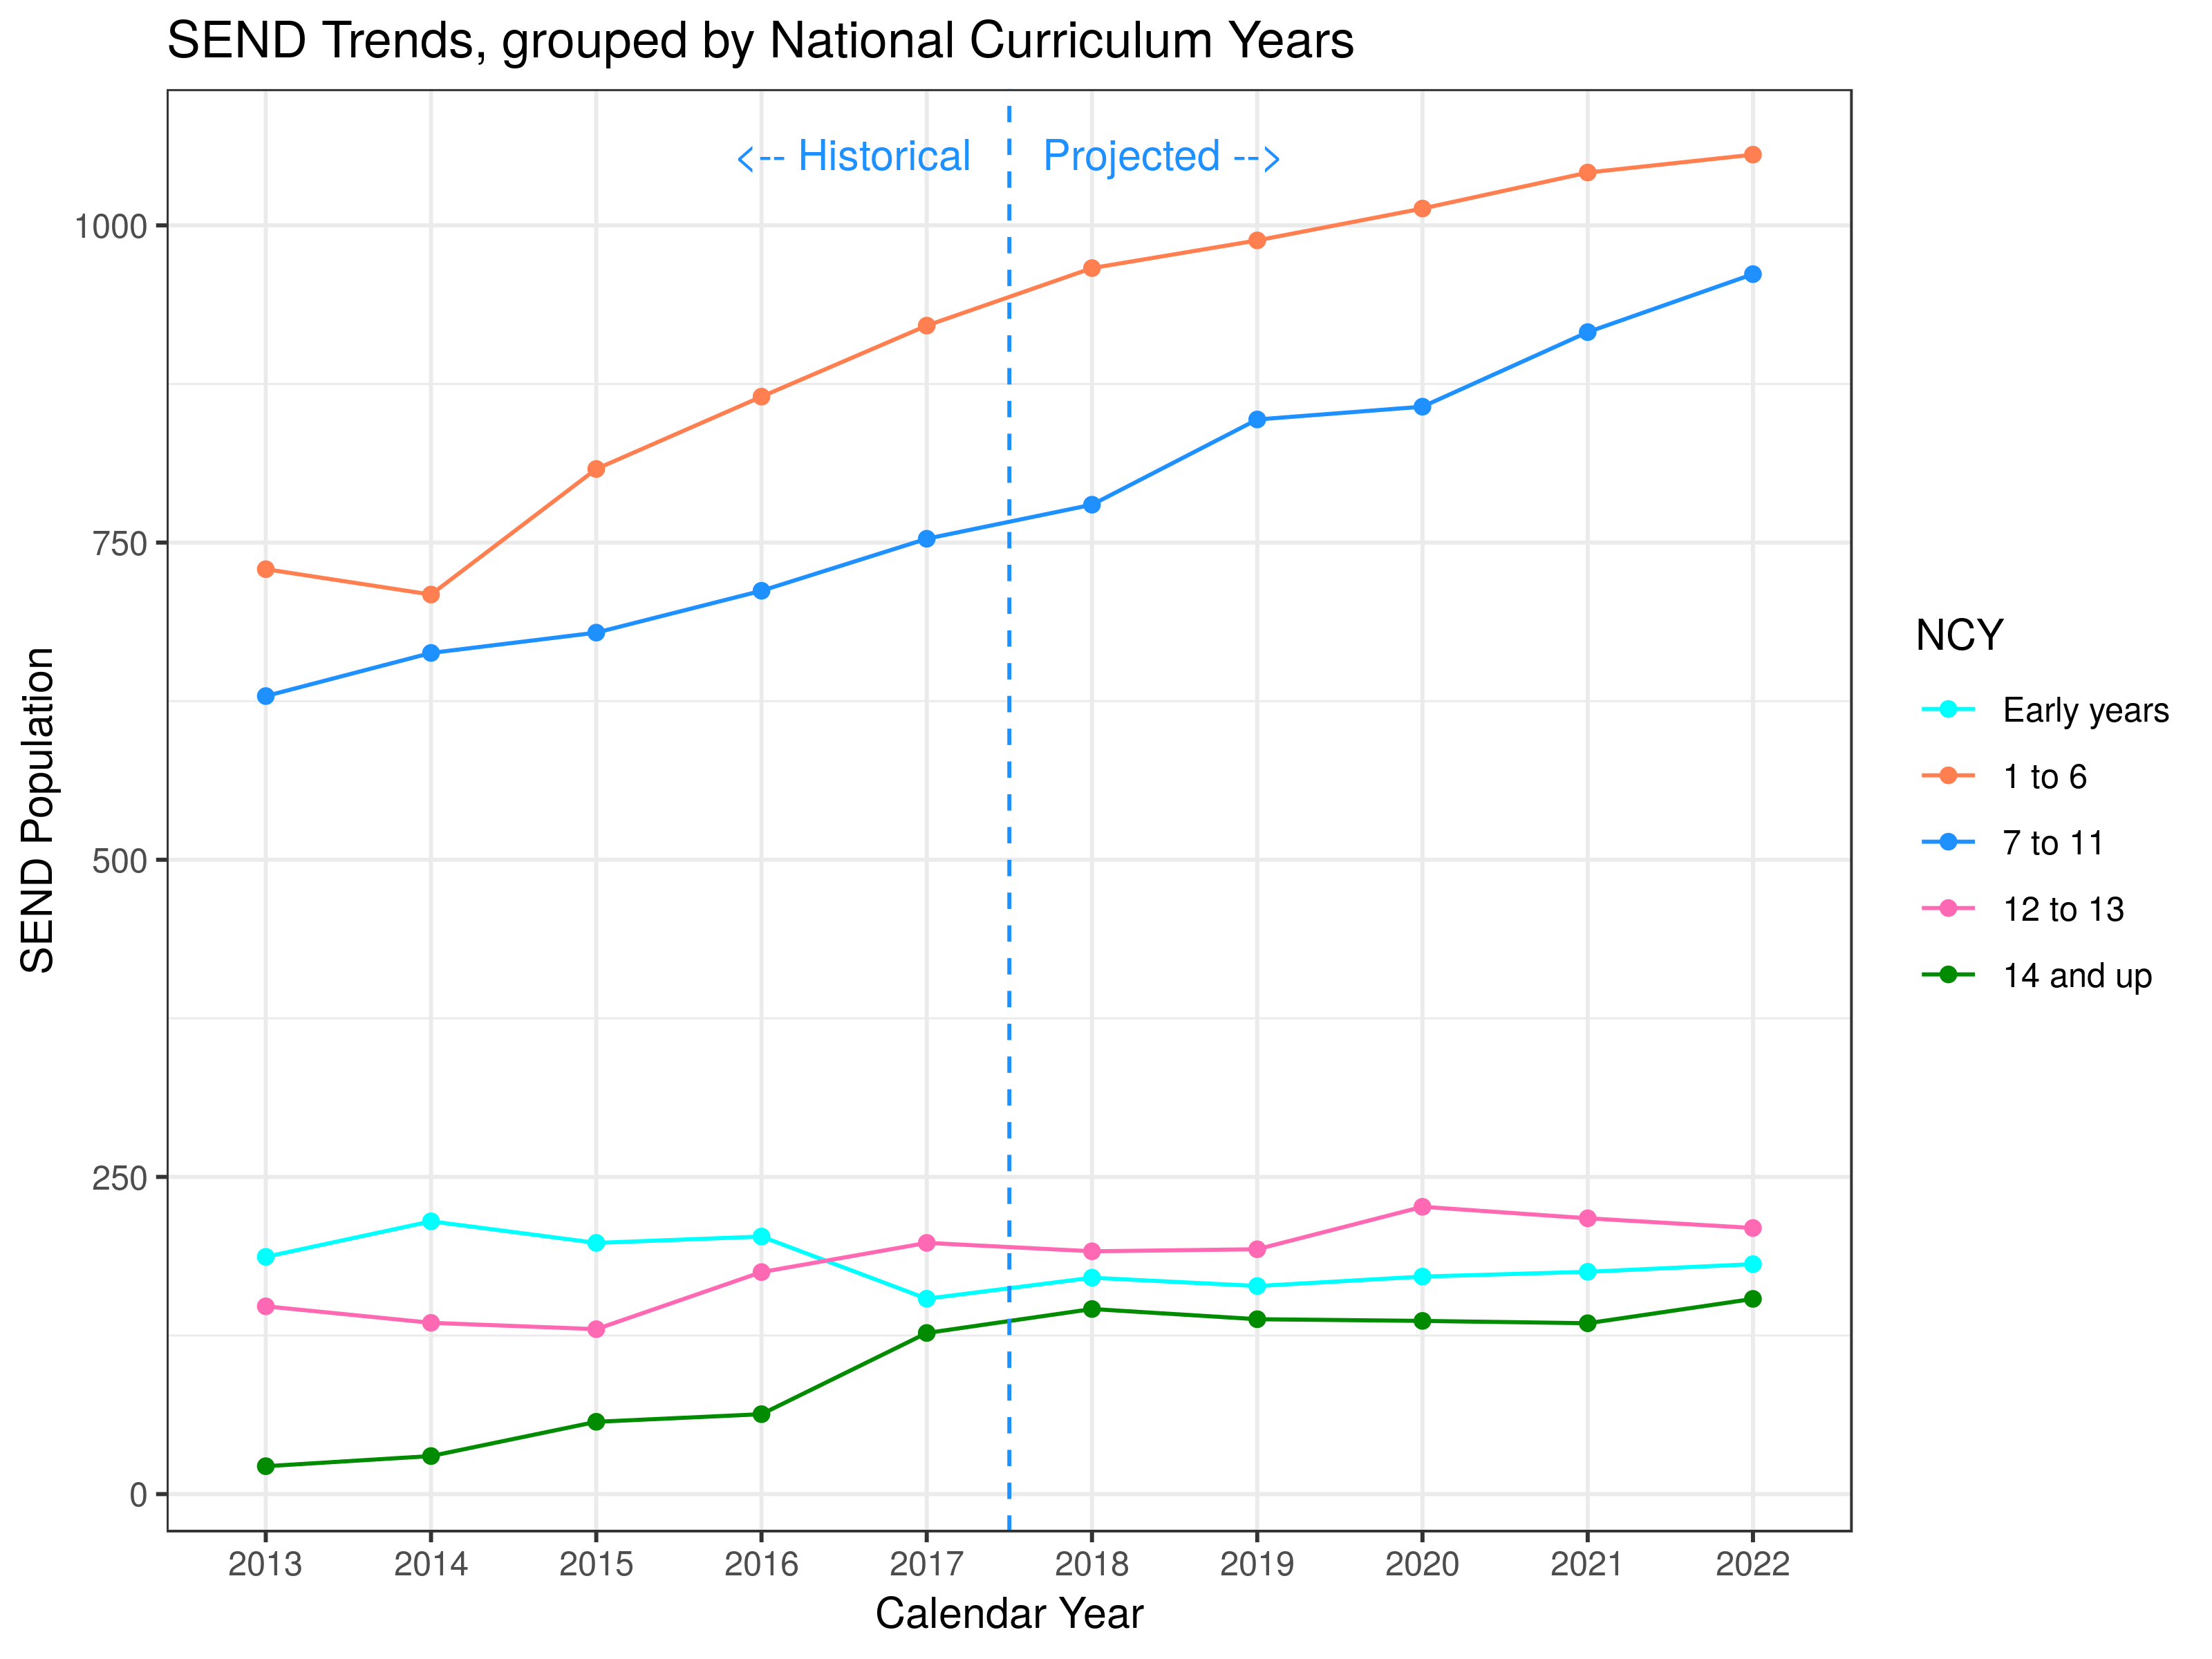 SEND Trends, grouped by National Curriculum Years
<-- Historical
Projected -->
1000
750
500
250
0
SEND Population
2013 2014 2015 2016 2017 2018 2019 2020 2021 2022
Calendar Year
NCY
Early years
1 to 6
7 to 11
12 to 13
14 and up